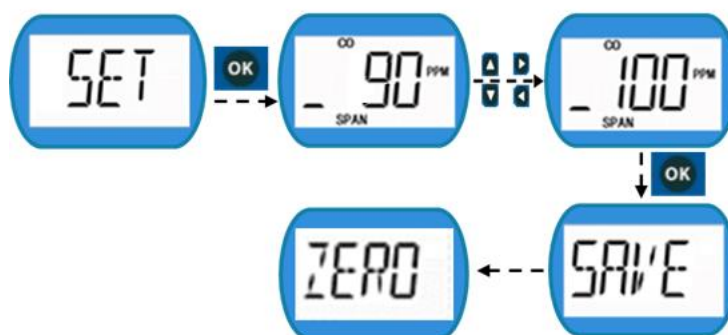 SET
OK
CO
_ 90 PPM
SPAN
CO
_ 100 PPM
SPAN
OK
SAVE
ZERO